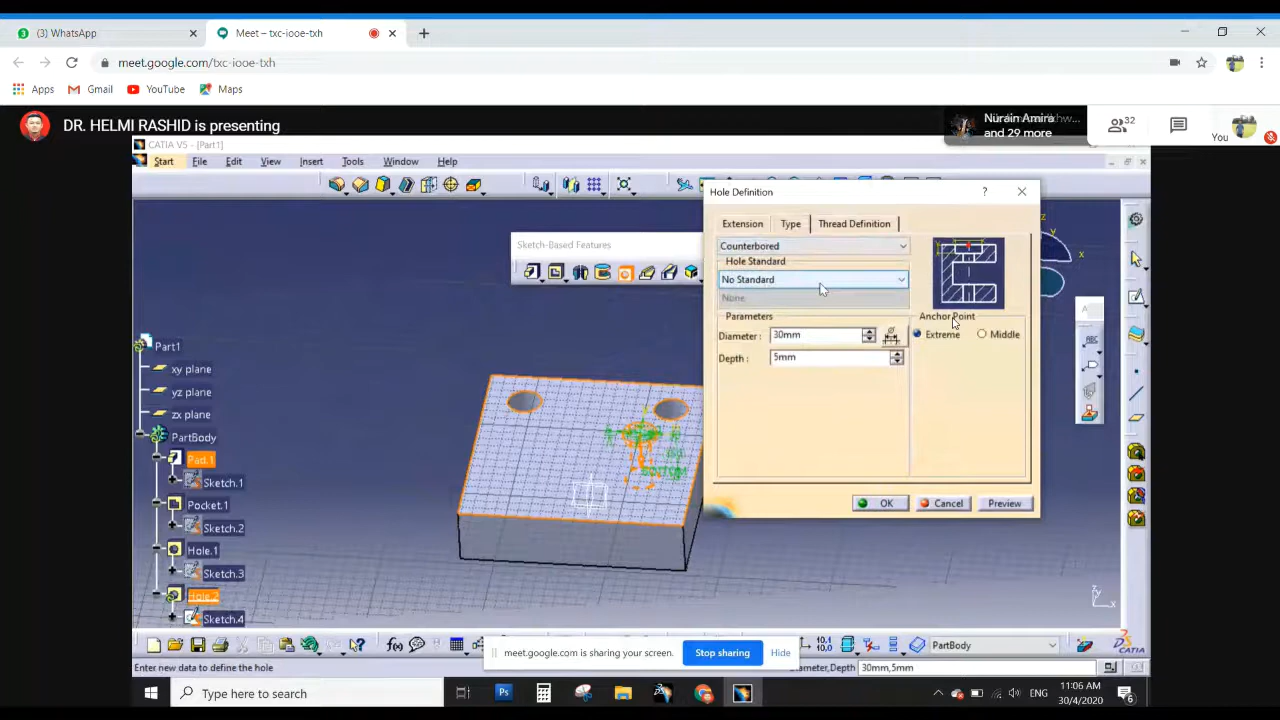 (3) WhatsApp
Meet – txc-iooe-txh
meet.google.com/txc-iooe-txh
Apps
Gmail
YouTube
Maps
DR. HELMI RASHID is presenting
Nurain Amira
and 29 more
32
You
CATIA V5 - [Part1]
Start File Edit View Insert Tools Window Help
Hole Definition
?
Extension Type Thread Definition
Counterbored
Hole Standard
No Standard
None
Parameters
Diameter : 30mm
Depth : 5mm
Anchor Point
Extreme Middle
OK Cancel Preview
Sketch-Based Features
Part1
xy plane
yz plane
zx plane
PartBody
Pad.1
Sketch.1
Pocket.1
Sketch.2
Hole.1
Sketch.3
Hole.2
Sketch.4
PartBody
meet.google.com is sharing your screen. Stop sharing Hide
Enter new data to define the hole
30mm,5mm
CATIA
Type here to search
ENG
11:06 AM
30/4/2020
6